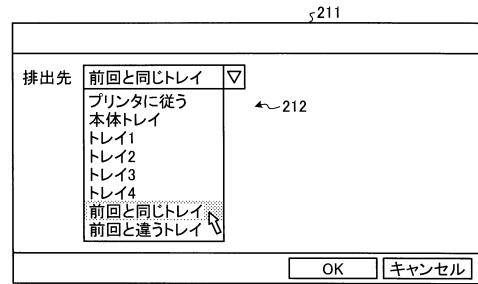 211
排出先 前回と同じトレイ ▽
プリンタに従う
212
本体トレイ
トレイ1
トレイ2
トレイ3
トレイ4
前回と同じトレイ
前回と違うトレイ
OK キャンセル